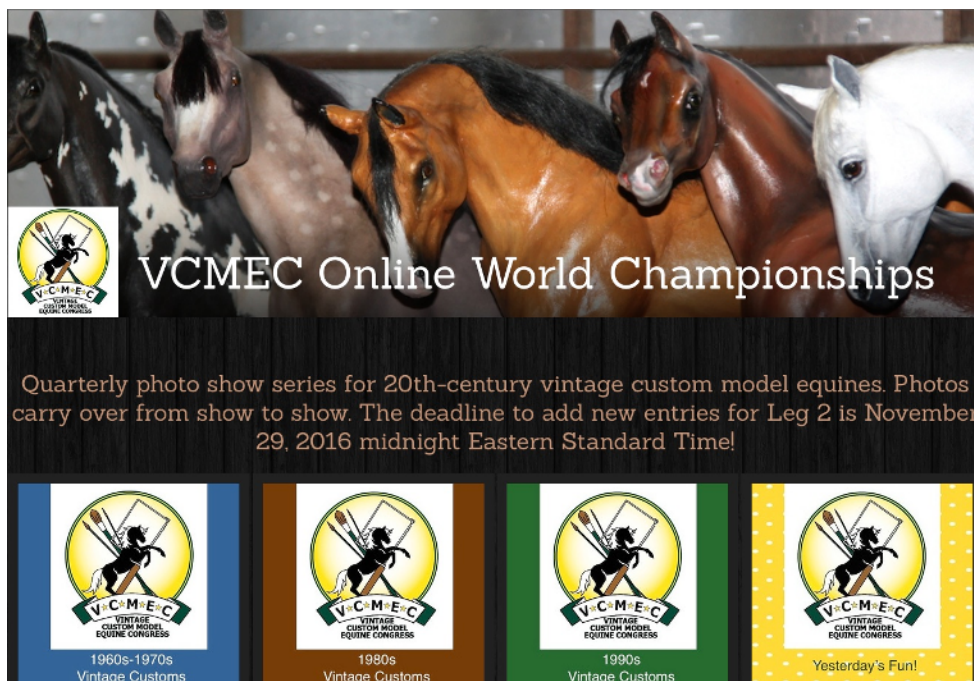 VCMEC Online World Championships
V☆C☆M☆E☆C
VINTAGE
CUSTOM MODEL
EQUINE CONGRESS
Quarterly photo show series for 20th-century vintage custom model equines. Photos
carry over from show to show. The deadline to add new entries for Leg 2 is November
29, 2016 midnight Eastern Standard Time!
V☆C☆M☆E☆C
VINTAGE
CUSTOM MODEL
EQUINE CONGRESS
1960s-1970s
Vintage Customs
V☆C☆M☆E☆C
VINTAGE
CUSTOM MODEL
EQUINE CONGRESS
1980s
Vintage Customs
V☆C☆M☆E☆C
VINTAGE
CUSTOM MODEL
EQUINE CONGRESS
1990s
Vintage Customs
V☆C☆M☆E☆C
VINTAGE
CUSTOM MODEL
EQUINE CONGRESS
Yesterday's Fun!